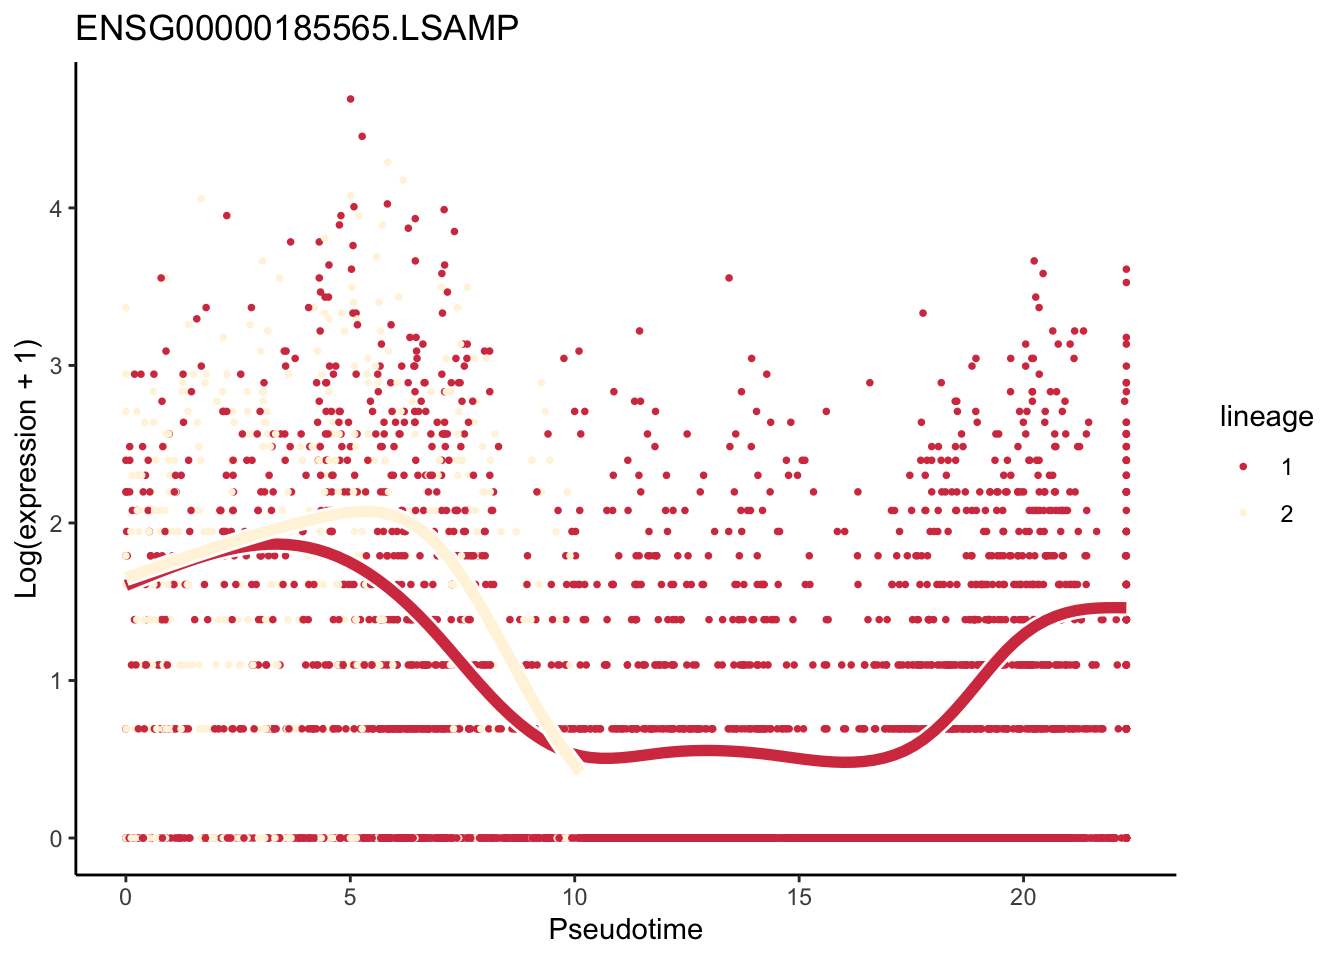 ENSG00000185565.LSAMP
Log(expression + 1)
4
3
2
1
0
0 5 10 15 20
Pseudotime
lineage
1
2